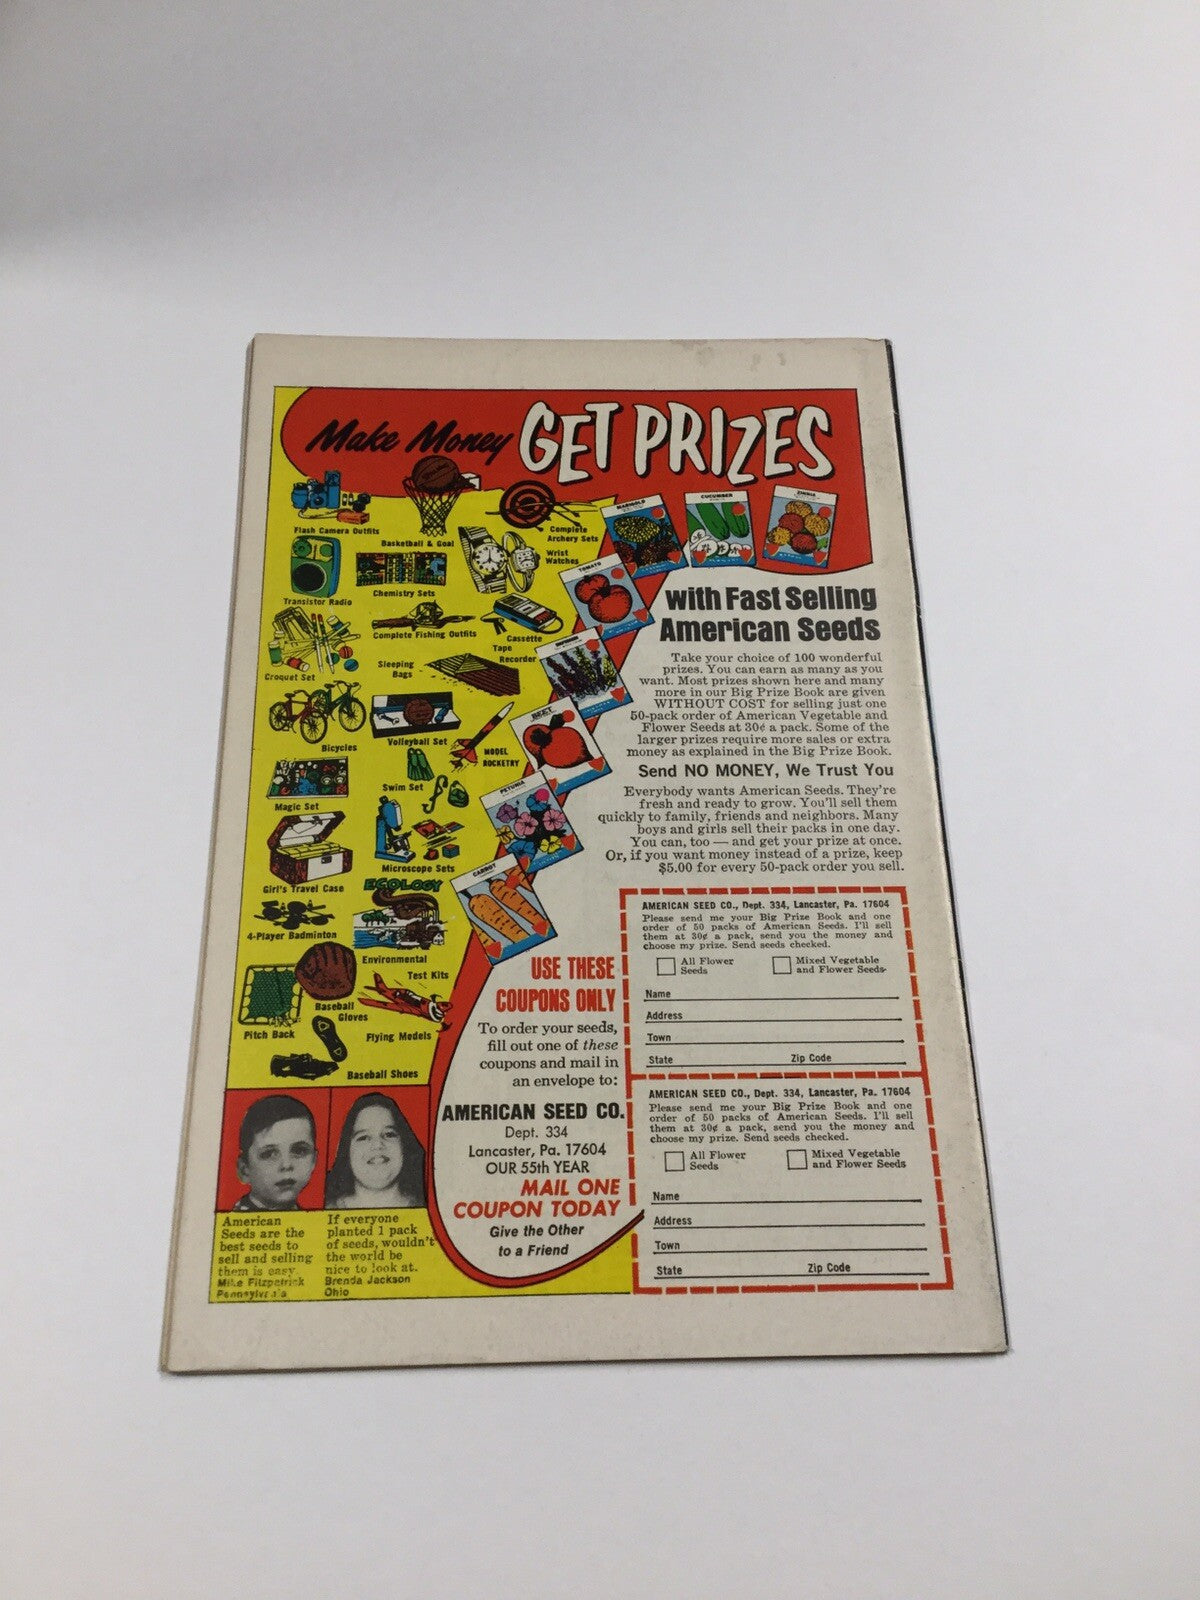 Make Money GET PRIZES
Flash Camera Outfits
Basketball & Goal
Complete
Archery Sets
Wrist
Watches
Transistor Radio
Chemistry Sets
Complete Fishing Outfits
Cassette
Tape
Recorder
Croquet Set
Sleeping
Bags
Bicycles
Volleyball Set
MODEL
ROCKETRY
Magic Set
Swim Set
Girl's Travel Case
Microscope Sets
4-Player Badminton
ECOLOGY
Environmental
Test Kits
Pitch Back
Baseball
Gloves
Flying Models
Baseball Shoes
MARIGOLD
CUCUMBER
ZINNIA
TOMATO
BEET
PETUNIA
CARROT
with Fast Selling
American Seeds
Take your choice of 100 wonderful
prizes. You can earn as many as you
want. Most prizes shown here and many
more in our Big Prize Book are given
WITHOUT COST for selling just one
50-pack order of American Vegetable and
Flower Seeds at 30¢ a pack. Some of the
larger prizes require more sales or extra
money as explained in the Big Prize Book.
Send NO MONEY, We Trust You
Everybody wants American Seeds. They're
fresh and ready to grow. You'll sell them
quickly to family, friends and neighbors. Many
boys and girls sell their packs in one day.
You can, too — and get your prize at once.
Or, if you want money instead of a prize, keep
$5.00 for every 50-pack order you sell.
USE THESE
COUPONS ONLY
To order your seeds,
fill out one of these
coupons and mail in
an envelope to:
AMERICAN SEED CO.
Dept. 334
Lancaster, Pa. 17604
OUR 55th YEAR
MAIL ONE
COUPON TODAY
Give the Other
to a Friend
AMERICAN SEED CO., Dept. 334, Lancaster, Pa. 17604
Please send me your Big Prize Book and one
order of 50 packs of American Seeds. I'll sell
them at 30¢ a pack, send you the money and
choose my prize. Send seeds checked.
All Flower
Seeds
Mixed Vegetable
and Flower Seeds
Name
Address
Town
State Zip Code
AMERICAN SEED CO., Dept. 334, Lancaster, Pa. 17604
Please send me your Big Prize Book and one
order of 50 packs of American Seeds. I'll sell
them at 30¢ a pack, send you the money and
choose my prize. Send seeds checked.
All Flower
Seeds
Mixed Vegetable
and Flower Seeds
Name
Address
Town
State Zip Code
American
Seeds are the
best seeds to
sell and selling
them is easy.
Mike Fitzpatrick
Pennsylvania
If everyone
planted 1 pack
of seeds, wouldn't
the world be
nice to look at.
Brenda Jackson
Ohio